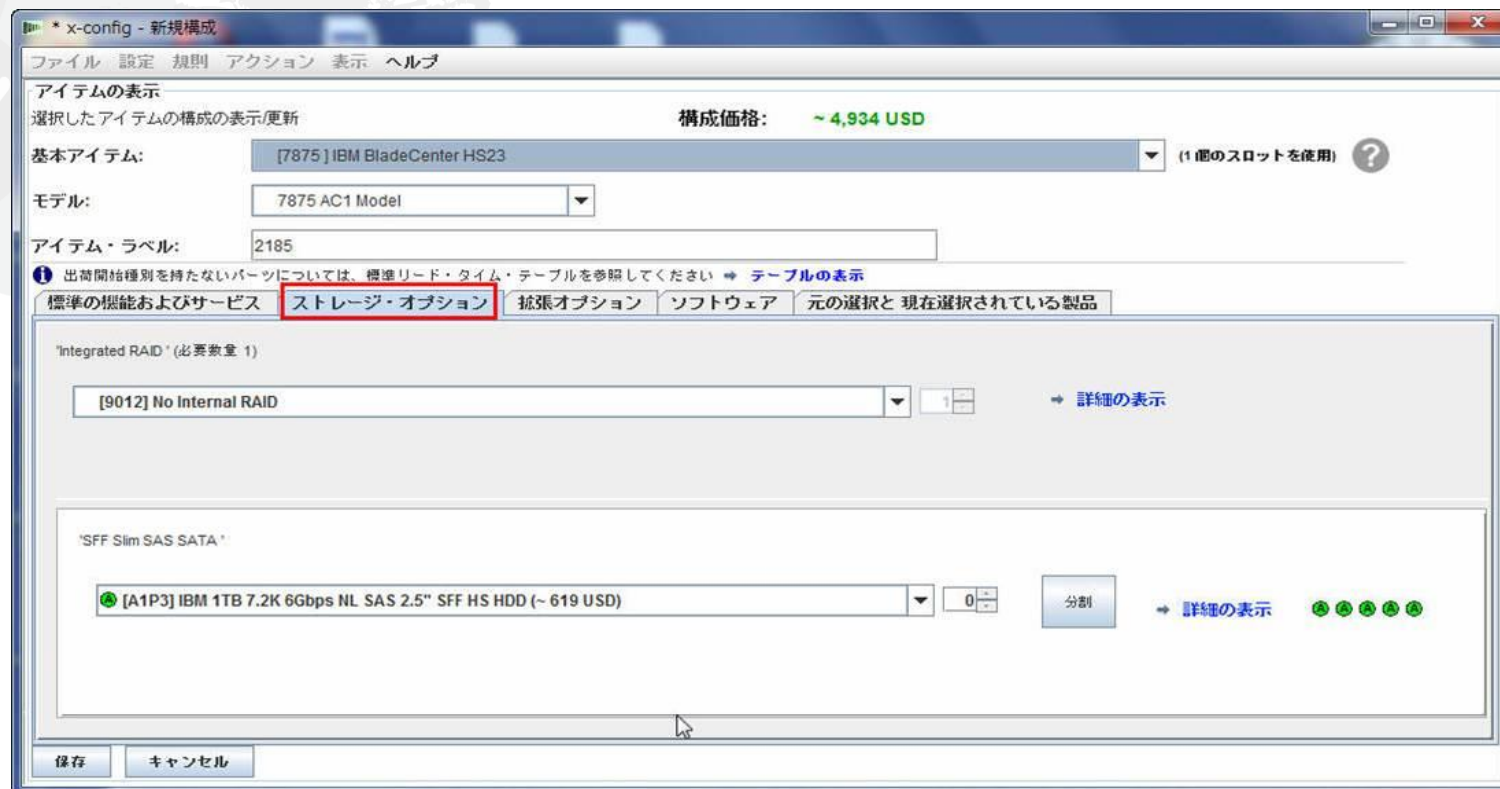 * x-config - 新規構成
ファイル 設定 規則 アクション 表示 ヘルプ
アイテムの表示
選択したアイテムの構成の表示/更新 構成価格: ~ 4,934 USD
基本アイテム: [7875 ] IBM BladeCenter HS23 (1 個のスロットを使用) ?
モデル: 7875 AC1 Model
アイテム・ラベル: 2185
出荷開始種別を持たないパーツについては、標準リード・タイム・テーブルを参照してください ➡ テーブルの表示
標準の機能およびサービス ストレージ・オプション 拡張オプション ソフトウェア 元の選択と 現在選択されている製品
'Integrated RAID ' (必要数量 1)
[9012] No Internal RAID 1 ➡ 詳細の表示
'SFF Slim SAS SATA '
[A1P3] IBM 1TB 7.2K 6Gbps NL SAS 2.5" SFF HS HDD (~ 619 USD) 0 分割 ➡ 詳細の表示
保存 キャンセル